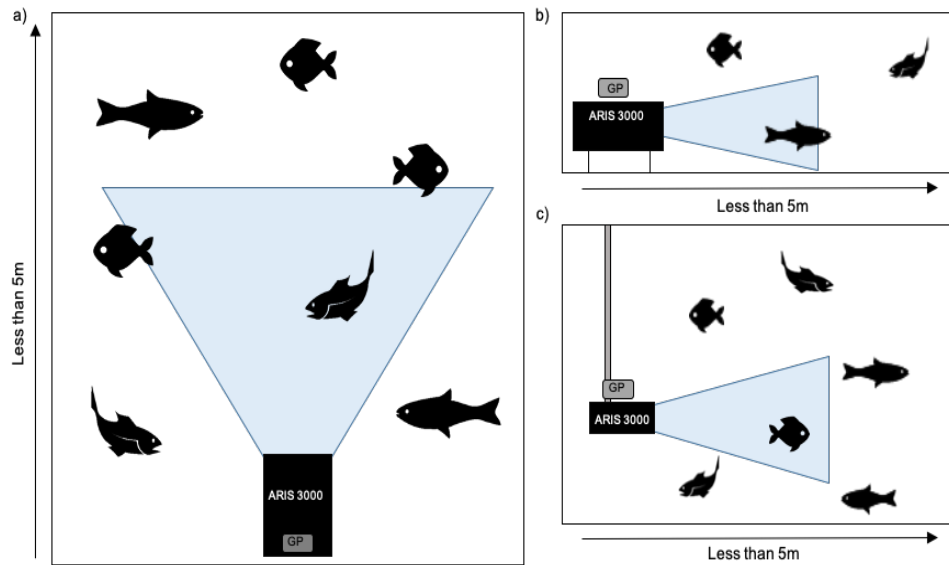 a)
Less than 5m
ARIS 3000
GP
b)
GP
ARIS 3000
Less than 5m
c)
GP
ARIS 3000
Less than 5m